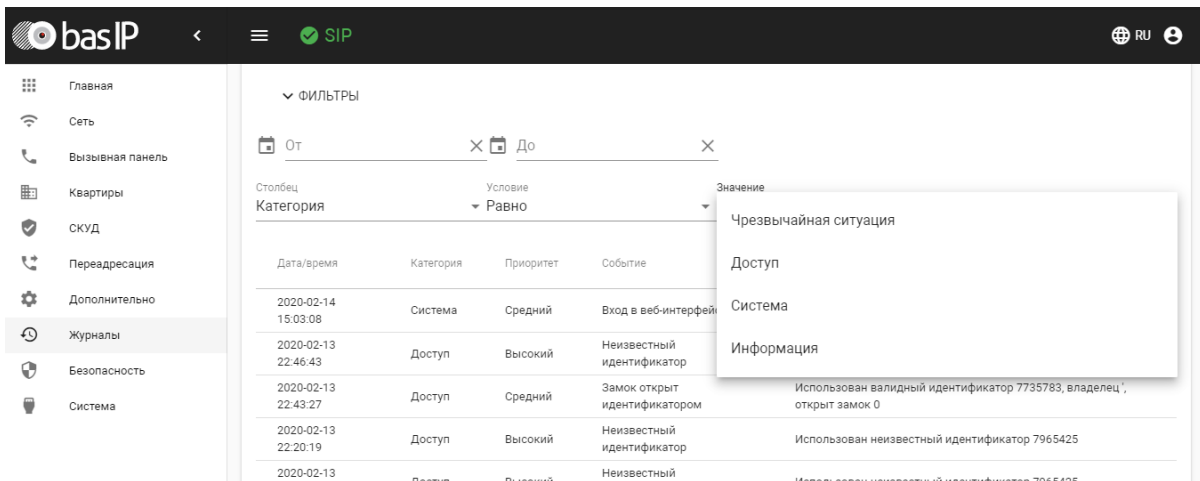 bas IP
SIP
RU
Главная
Сеть
Вызывная панель
Квартиры
СКУД
Переадресация
Дополнительно
Журналы
Безопасность
Система
ФИЛЬТРЫ
От
До
Столбец Условие Значение
Категория Равно
Чрезвычайная ситуация
Доступ
Система
Информация
Дата/время Категория Приоритет Событие
2020-02-14
15:03:08 Система Средний Вход в веб-интерфейс
2020-02-13
22:46:43 Доступ Высокий Неизвестный
идентификатор
2020-02-13
22:43:27 Доступ Средний Замок открыт
идентификатором Использован валидный идентификатор 7735783, владелец ',
открыт замок 0
2020-02-13
22:20:19 Доступ Высокий Неизвестный
идентификатор Использован неизвестный идентификатор 7965425
2020-02-13 Неизвестный